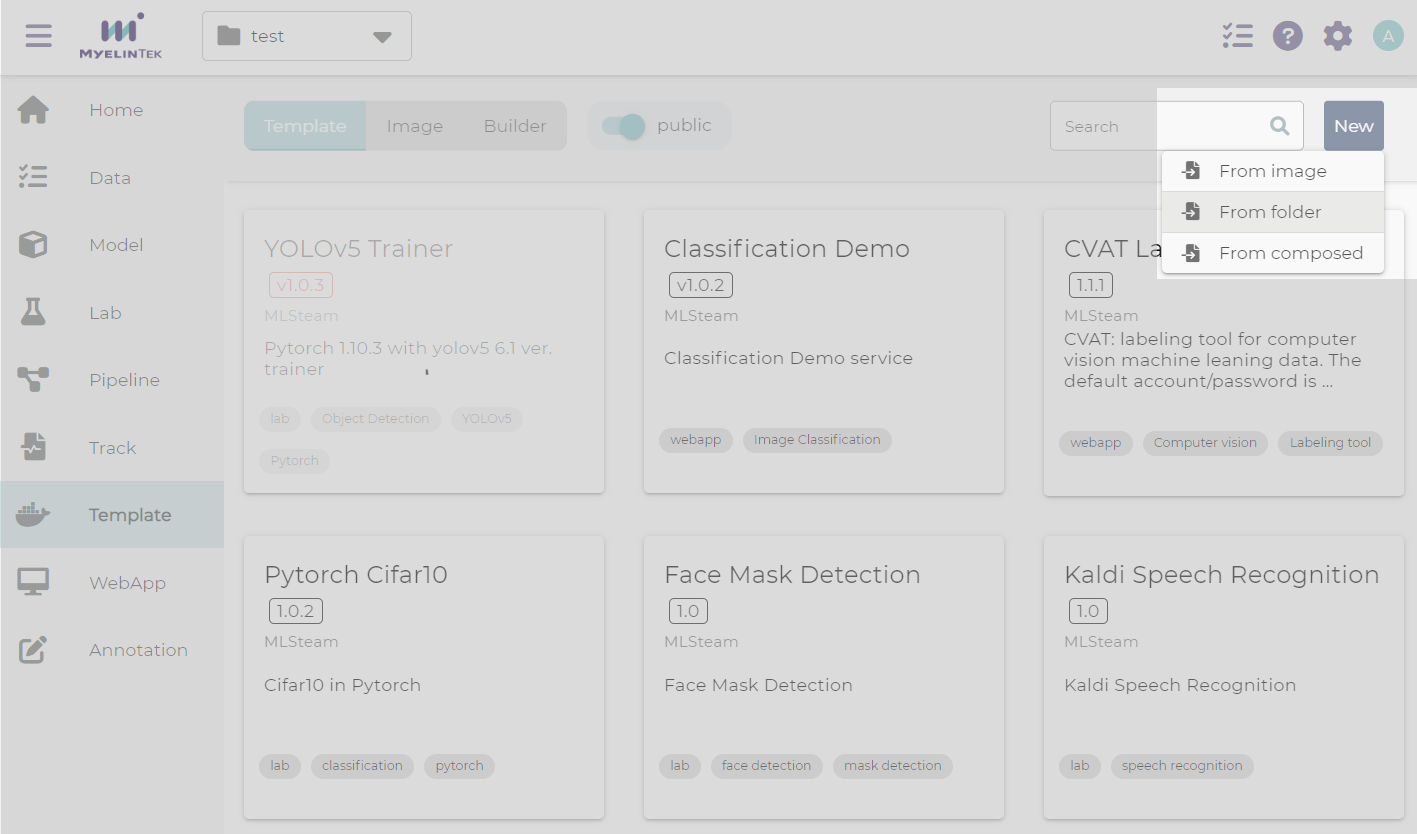 MYELINTEK
test
A
Home
Data
Model
Lab
Pipeline
Track
Template
WebApp
Annotation
Template Image Builder public
Search New
From image
From folder
From composed
YOLOv5 Trainer
v1.0.3
MLSteam
Pytorch 1.10.3 with yolov5 6.1 ver.
trainer
lab Object Detection YOLOv5
Pytorch
Classification Demo
v1.0.2
MLSteam
Classification Demo service
webapp Image Classification
CVAT La
1.1.1
MLSteam
CVAT: labeling tool for computer
vision machine leaning data. The
default account/password is ...
webapp Computer vision Labeling tool
Pytorch Cifar10
1.0.2
MLSteam
Cifar10 in Pytorch
lab classification pytorch
Face Mask Detection
1.0
MLSteam
Face Mask Detection
lab face detection mask detection
Kaldi Speech Recognition
1.0
MLSteam
Kaldi Speech Recognition
lab speech recognition